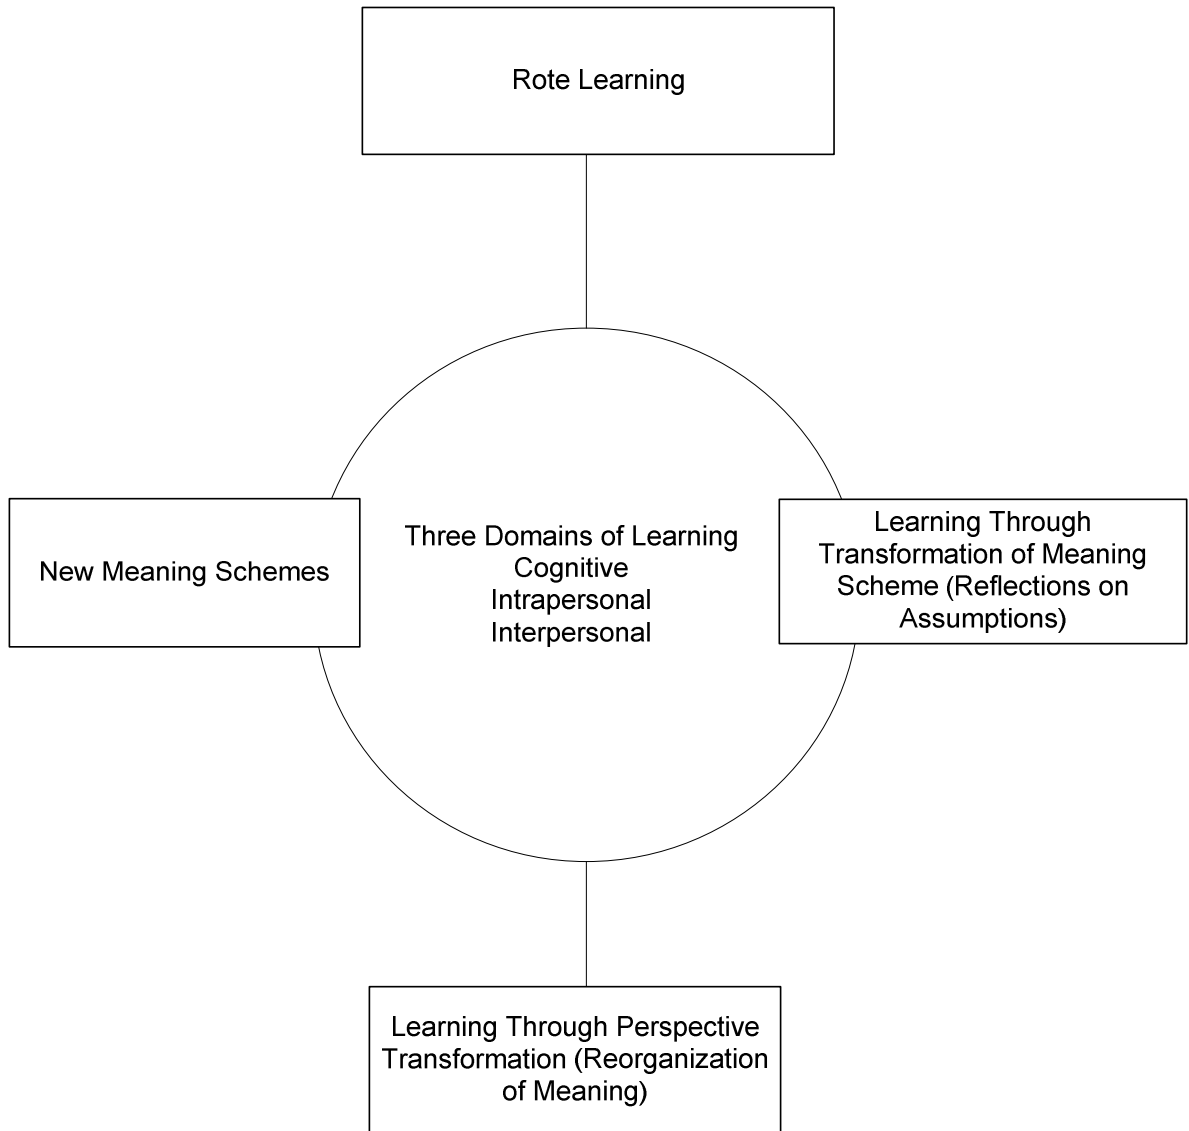 Rote Learning
New Meaning Schemes
Three Domains of Learning
Cognitive
Intrapersonal
Interpersonal
Learning Through
Transformation of Meaning
Scheme (Reflections on
Assumptions)
Learning Through Perspective
Transformation (Reorganization
of Meaning)